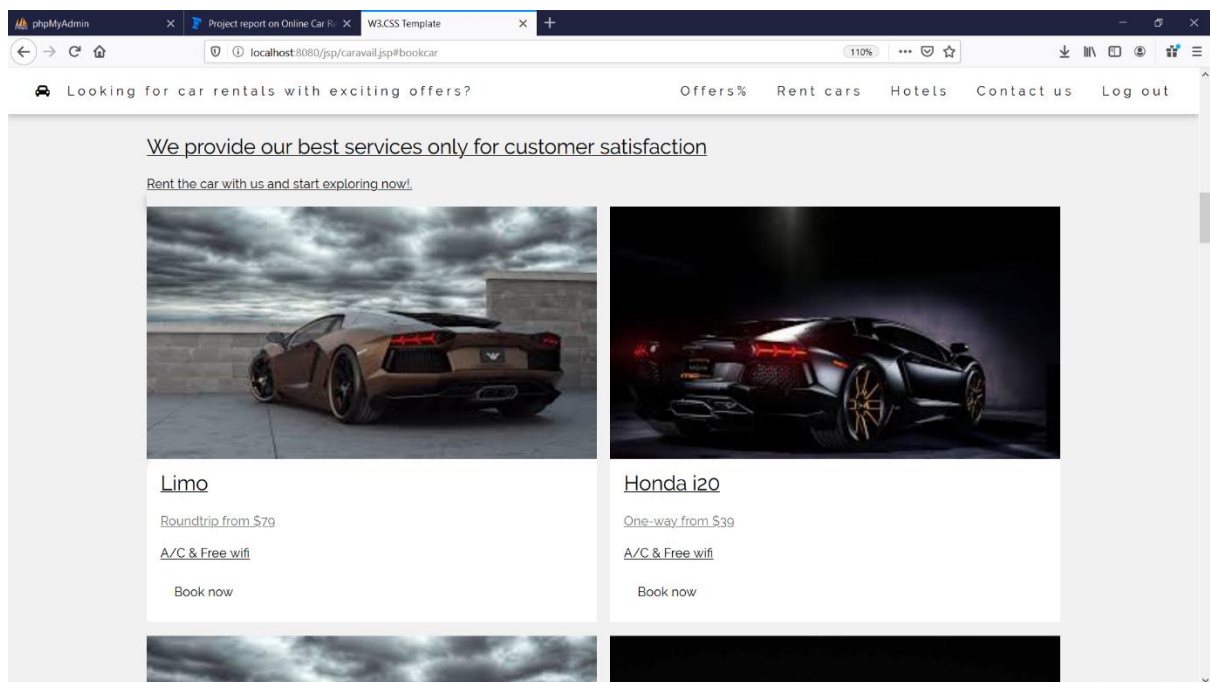 phpMyAdmin
Project report on Online Car Re
W3.CSS Template
localhost:8080/jsp/caravail.jsp#bookcar
110%
Looking for car rentals with exciting offers?
Offers% Rent cars Hotels Contact us Log out
We provide our best services only for customer satisfaction
Rent the car with us and start exploring now!.
Limo
Roundtrip from $79
A/C & Free wifi
Book now
Honda i20
One-way from $39
A/C & Free wifi
Book now